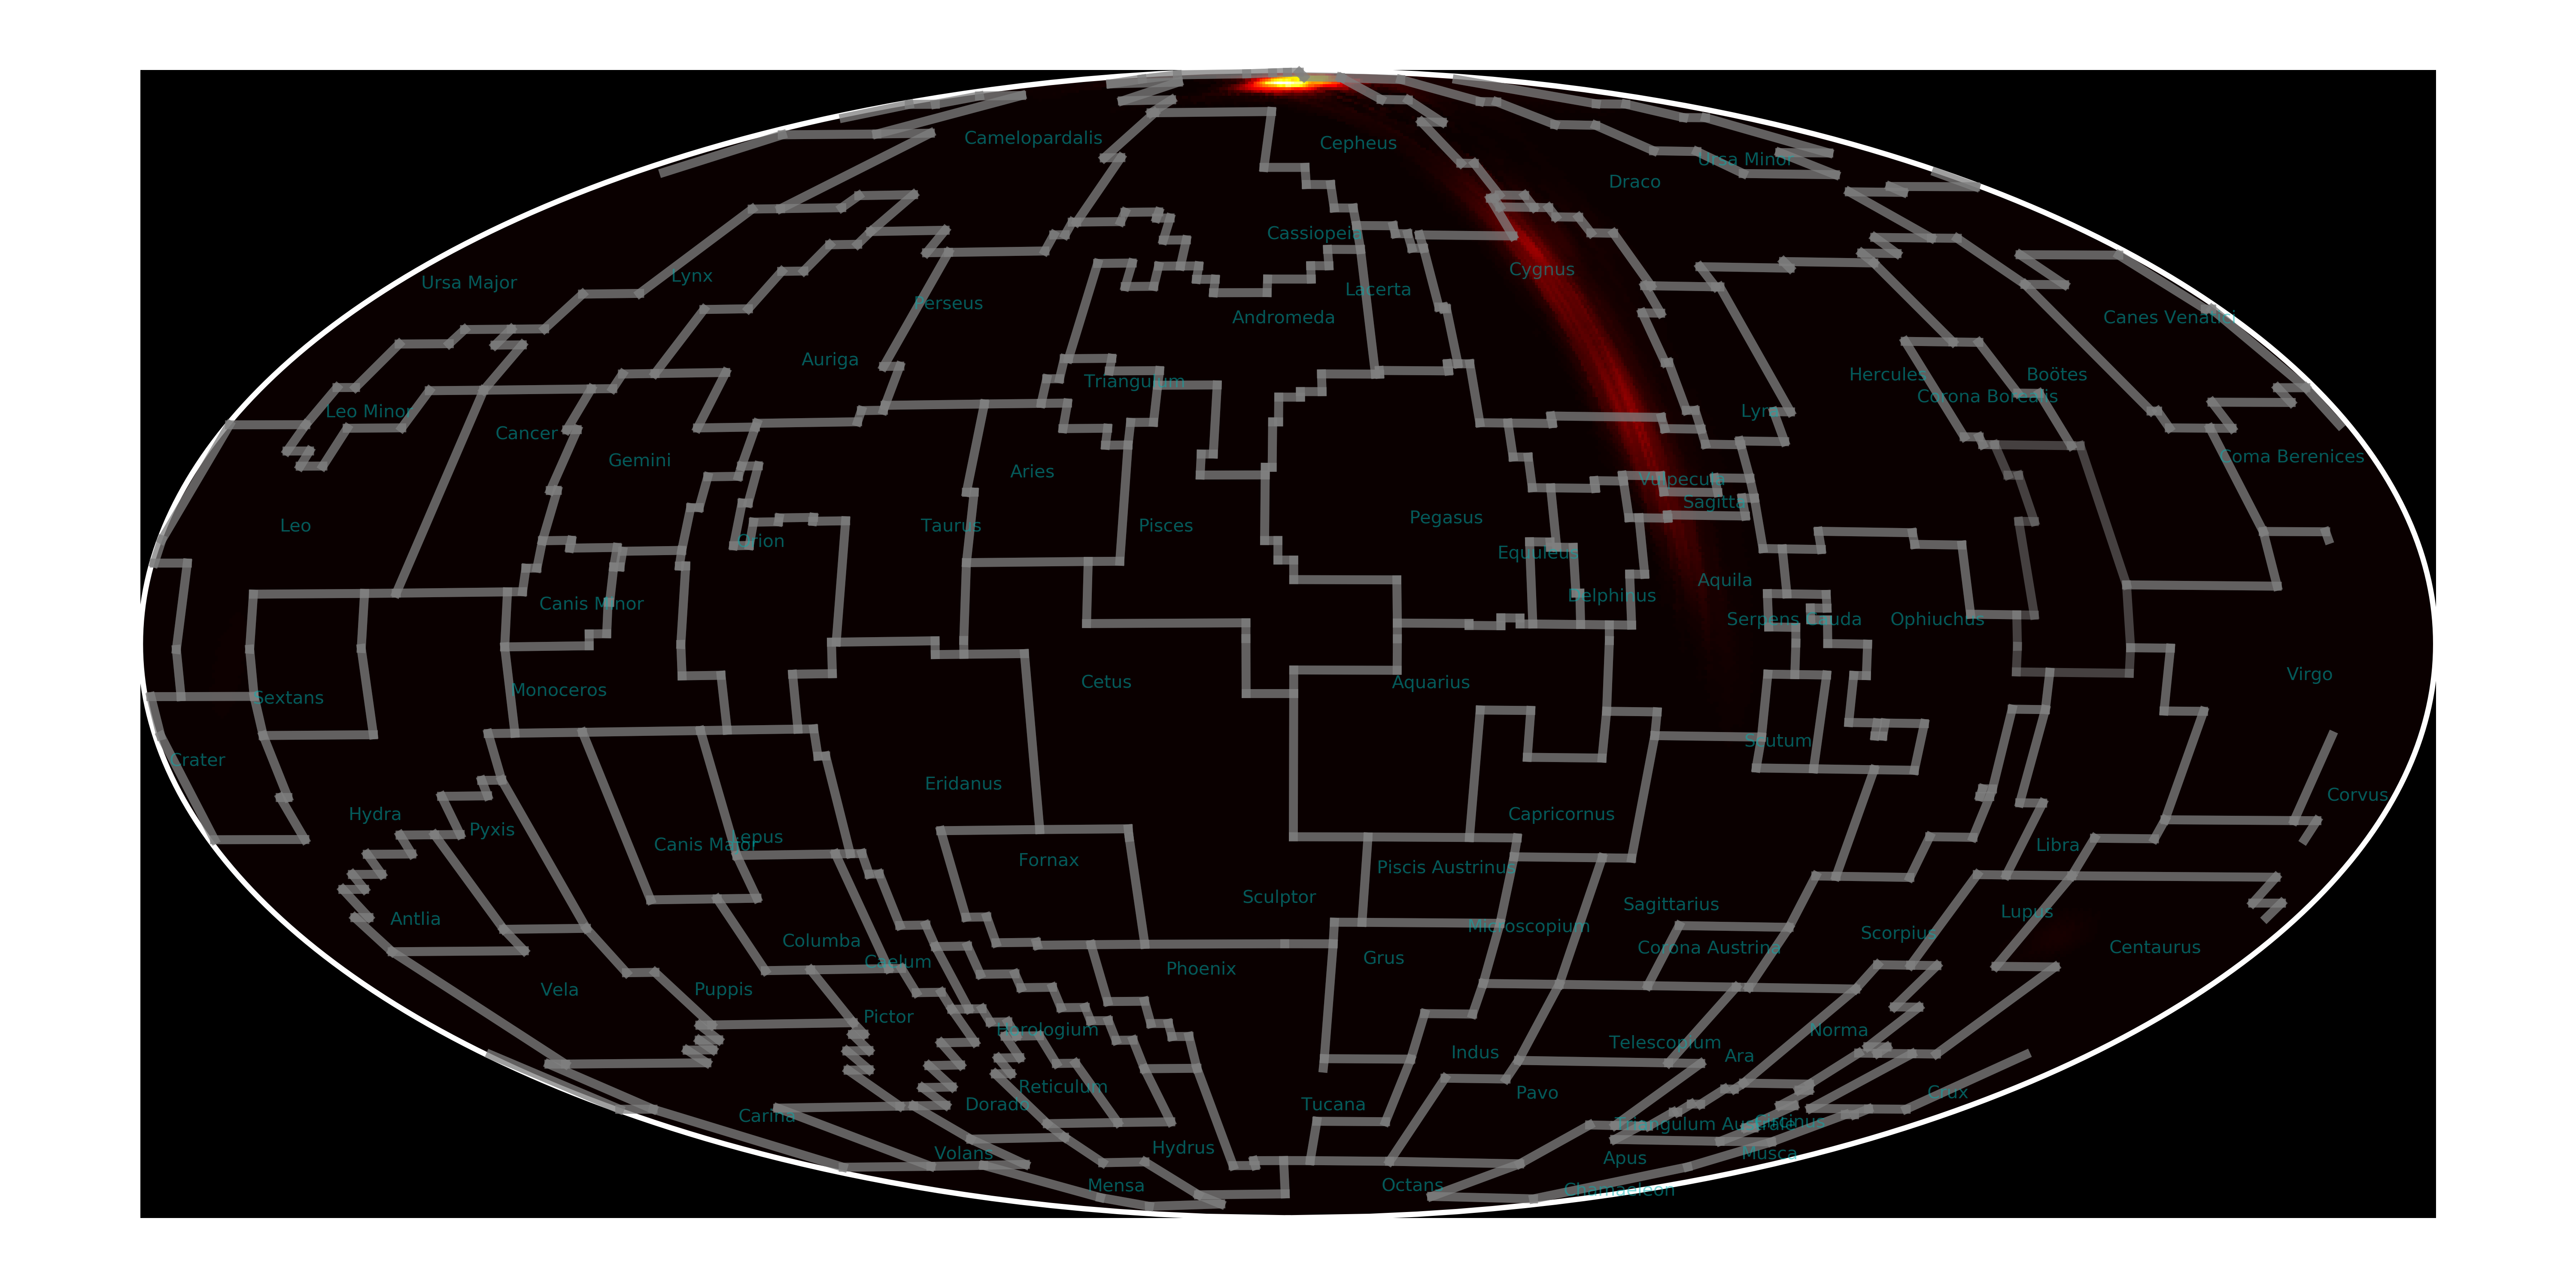 Camelopardalis
Cepheus
Ursa Minor
Draco
Cassiopeia
Cygnus
Ursa Major
Lynx
Lacerta
Perseus
Andromeda
Canes Venatici
Auriga
Hercules
Boötes
Triangulum
Corona Borealis
Leo Minor
Lyra
Cancer
Gemini
Coma Berenices
Aries
Vulpecula
Sagitta
Pegasus
Leo
Taurus
Pisces
Orion
Equuleus
Aquila
Delphinus
Canis Minor
Serpens Cauda
Ophiuchus
Virgo
Cetus
Aquarius
Monoceros
Sextans
Scutum
Crater
Eridanus
Corvus
Hydra
Capricornus
Pyxis
Lepus
Canis Major
Libra
Fornax
Piscis Austrinus
Sculptor
Sagittarius
Lupus
Antlia
Microscopium
Scorpius
Columba
Corona Austrina
Centaurus
Grus
Caelum
Phoenix
Vela
Puppis
Pictor
Horologium
Norma
Telescopium
Indus
Ara
Reticulum
Pavo
Crux
Dorado
Tucana
Carina
Circinus
Triangulum Australe
Hydrus
Volans
Musca
Apus
Mensa
Octans
Chamaeleon